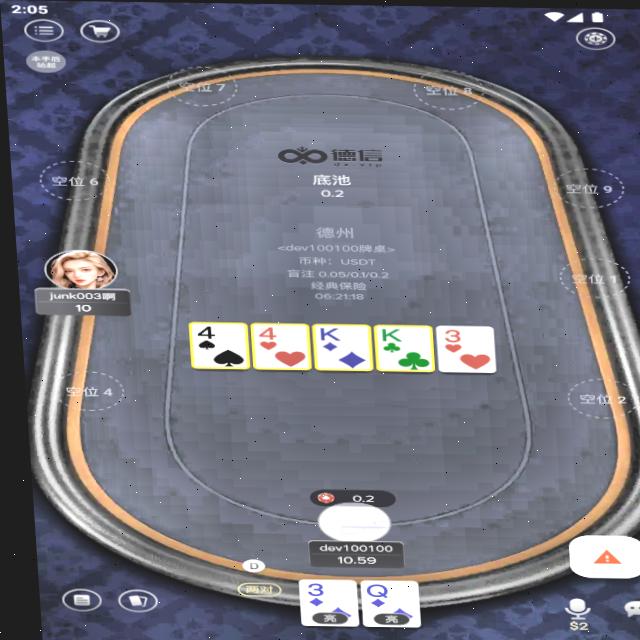 2:05
本手后
站起
空位 7
空位 8
德信
底池
0.2
空位 6
空位 9
德州
<dev100100牌桌>
币种： USDT
盲注 0.05/0.1/0.2
经典保险
06:21:18
空位 1
junk003啊
10
4
4
K
K
3
空位 4
空位 2
0.2
dev100100
10.59
D
两对
3
Q
亮
亮
$2